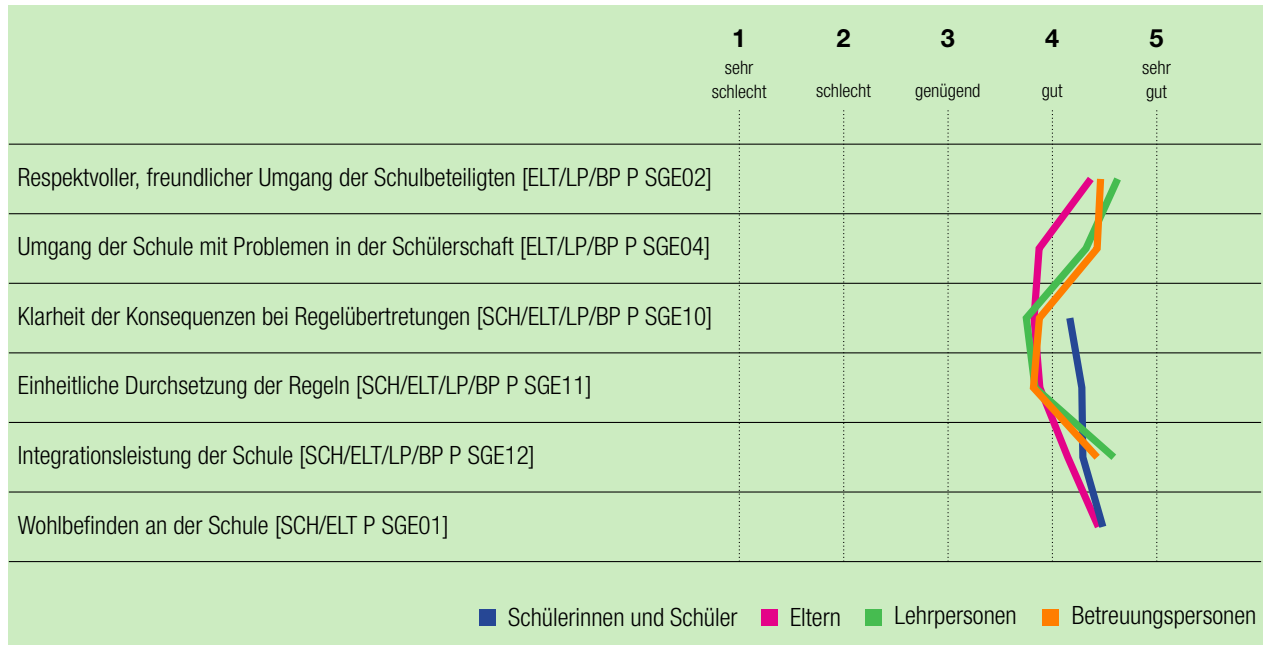 1 2 3 4 5
sehr schlecht schlecht genügend gut sehr gut
Respektvoller, freundlicher Umgang der Schulbeteiligten [ELT/LP/BP P SGE02]
Umgang der Schule mit Problemen in der Schülerschaft [ELT/LP/BP P SGE04]
Klarheit der Konsequenzen bei Regelübertretungen [SCH/ELT/LP/BP P SGE10]
Einheitliche Durchsetzung der Regeln [SCH/ELT/LP/BP P SGE11]
Integrationsleistung der Schule [SCH/ELT/LP/BP P SGE12]
Wohlbefinden an der Schule [SCH/ELT P SGE01]
Schülerinnen und Schüler Eltern Lehrpersonen Betreuungspersonen